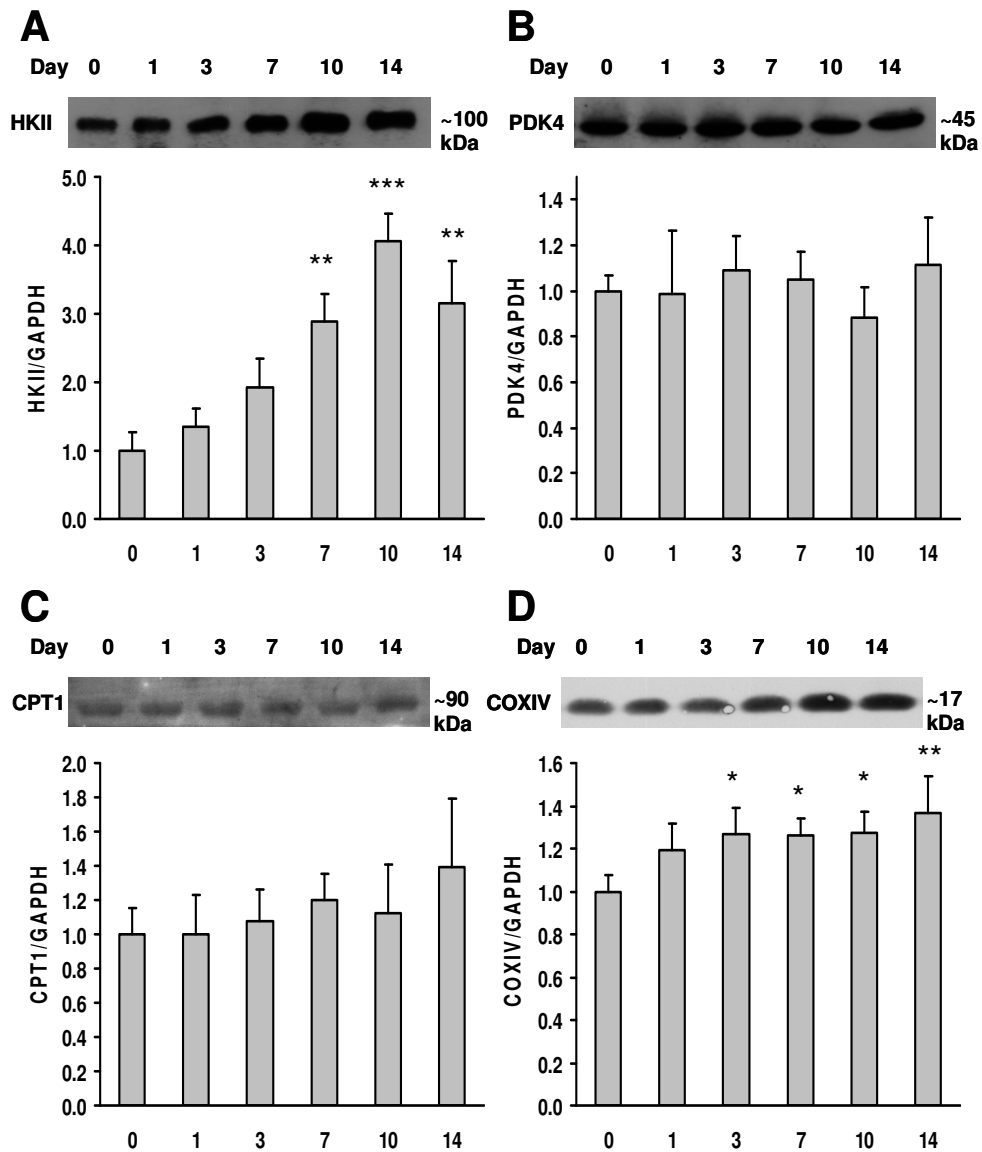 A
Day 0 1 3 7 10 14
HKII ~100
kDa
HKII/GAPDH
5.0
4.0
3.0
2.0
1.0
0.0
** *** **
0 1 3 7 10 14
B
Day 0 1 3 7 10 14
PDK4 ~45
kDa
PDK4/GAPDH
1.4
1.2
1.0
0.8
0.6
0.4
0.2
0.0
0 1 3 7 10 14
C
Day 0 1 3 7 10 14
CPT1 ~90
kDa
CPT1/GAPDH
2.0
1.8
1.6
1.4
1.2
1.0
0.8
0.6
0.4
0.2
0.0
0 1 3 7 10 14
D
Day 0 1 3 7 10 14
COXIV ~17
kDa
COXIV/GAPDH
1.6
1.4
1.2
1.0
0.8
0.6
0.4
0.2
0.0
* * * **
0 1 3 7 10 14